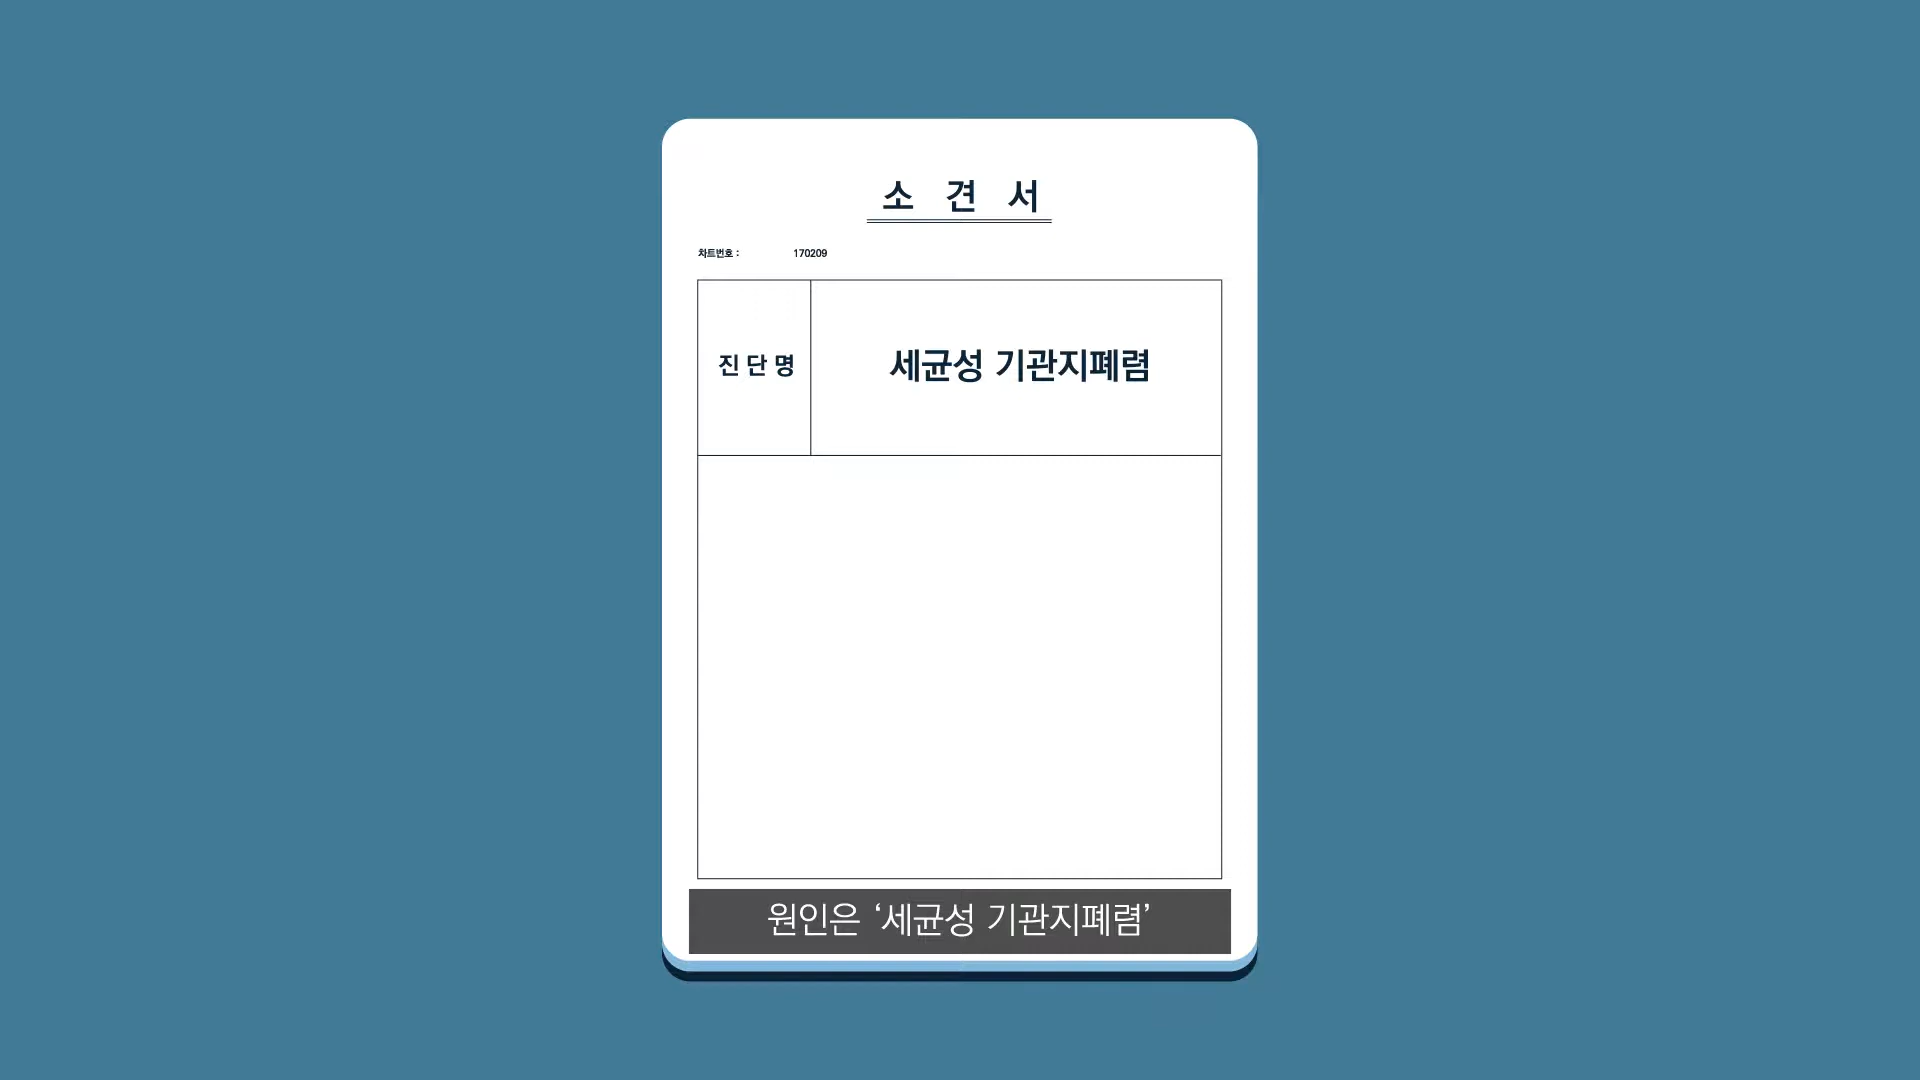 소 견 서
차트번호 : 170209
진 단 명 세균성 기관지폐렴
원인은 ‘세균성 기관지폐렴’